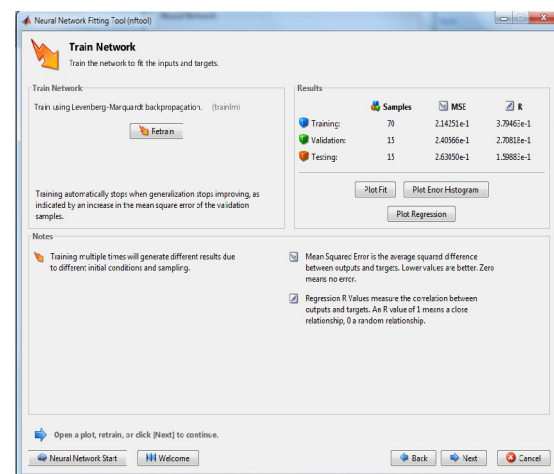 Neural Network Fitting Tool (nftool)
Train Network
Train the network to fit the inputs and targets.
Train Network
Train using Levenberg-Marquardt backpropagation. (trainlm)
Retrain
Training automatically stops when generalization stops improving, as
indicated by an increase in the mean square error of the validation
samples.
Results
Samples MSE R
Training: 70 2.14251e-1 3.79463e-1
Validation: 15 2.40566e-1 2.70818e-1
Testing: 15 2.63050e-1 1.59883e-1
Plot Fit Plot Error Histogram
Plot Regression
Notes
Training multiple times will generate different results due
to different initial conditions and sampling.
Mean Squared Error is the average squared difference
between outputs and targets. Lower values are better. Zero
means no error.
Regression R Values measure the correlation between
outputs and targets. An R value of 1 means a close
relationship, 0 a random relationship.
Open a plot, retrain, or click [Next] to continue.
Neural Network Start Welcome Back Next Cancel